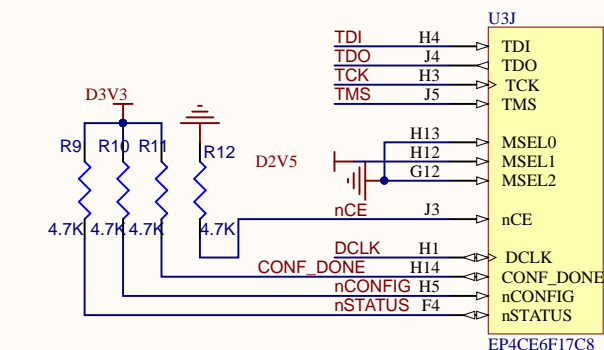 U3J
TDI H4 TDI
TDO J4 TDO
TCK H3 TCK
TMS J5 TMS
D3V3
R9 R10 R11 R12
D2V5
H13 MSEL0
H12 MSEL1
G12 MSEL2
nCE J3 nCE
4.7K 4.7K 4.7K 4.7K
DCLK H1 DCLK
CONF_DONE H14 CONF_DONE
nCONFIG H5 nCONFIG
nSTATUS F4 nSTATUS
EP4CE6F17C8